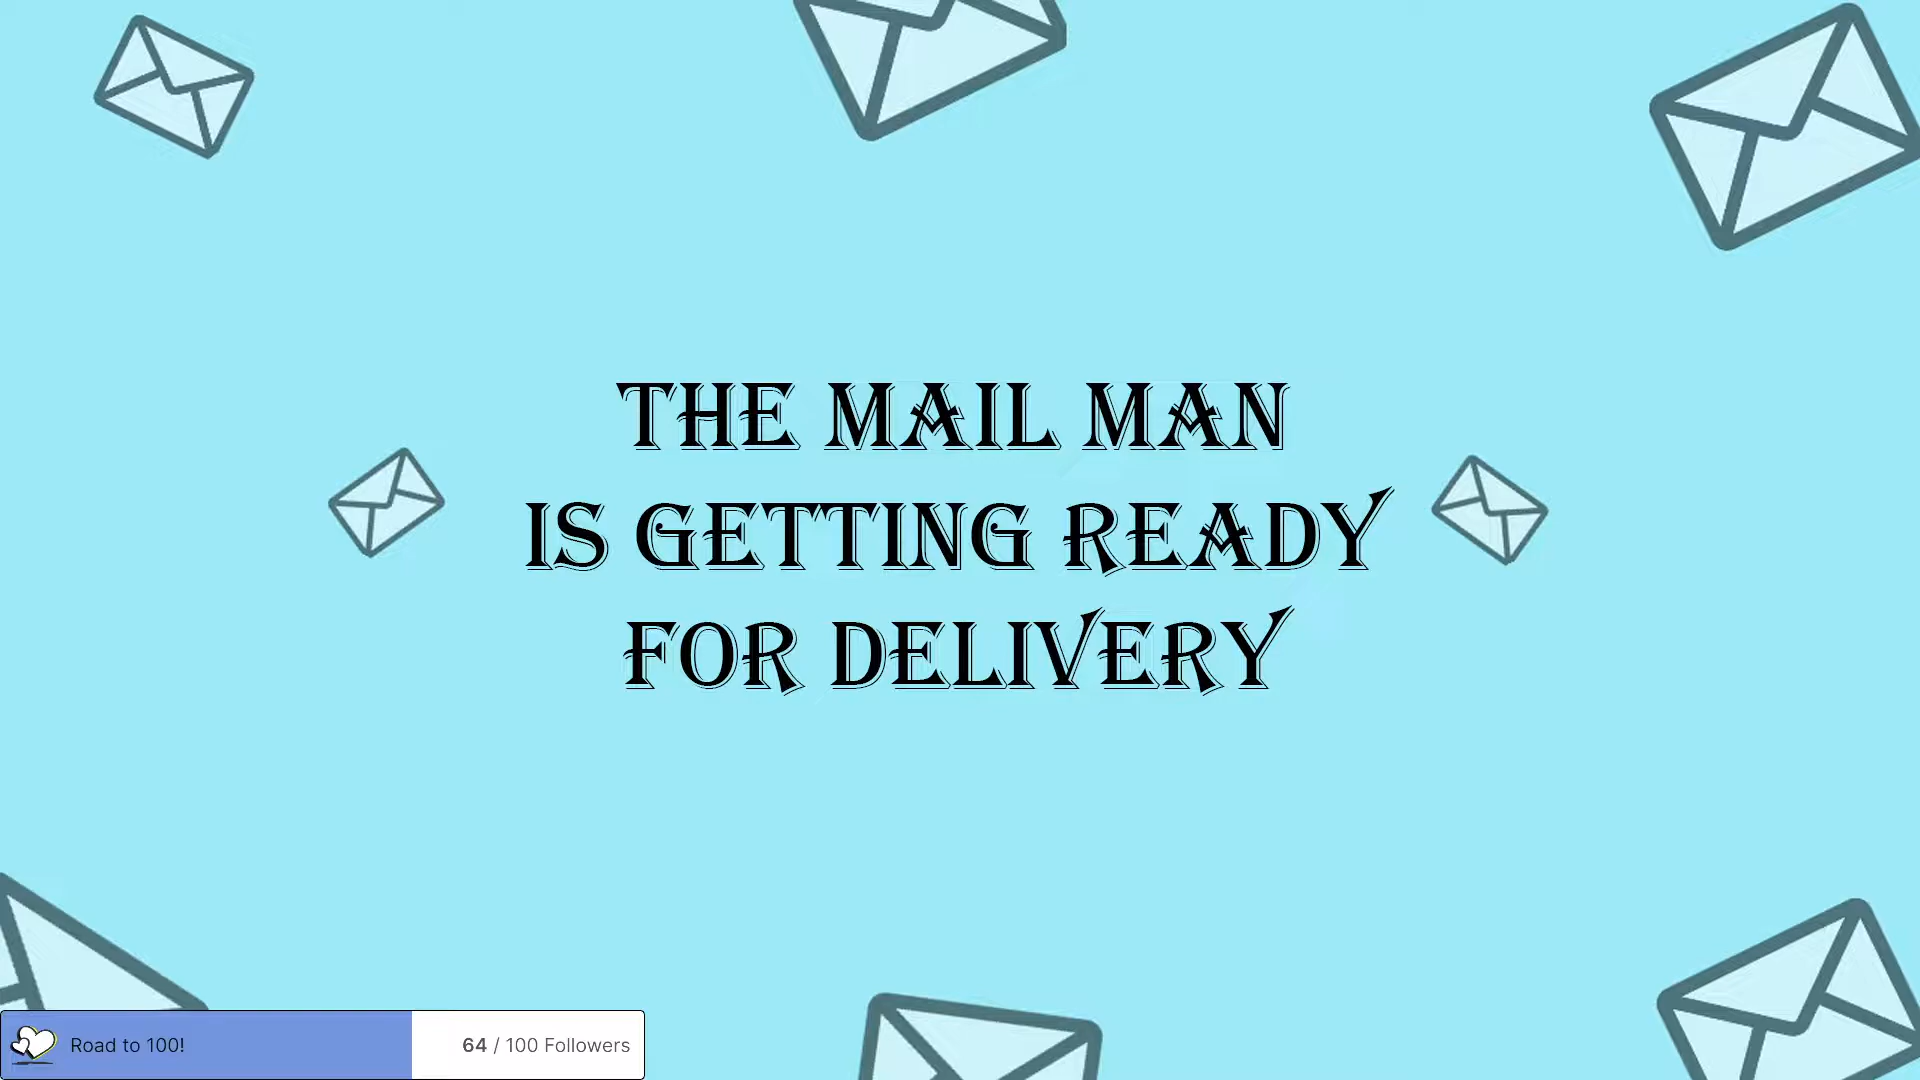 THE MAIL MAN
IS GETTING READY
FOR DELIVERY
Road to 100! 64 / 100 Followers